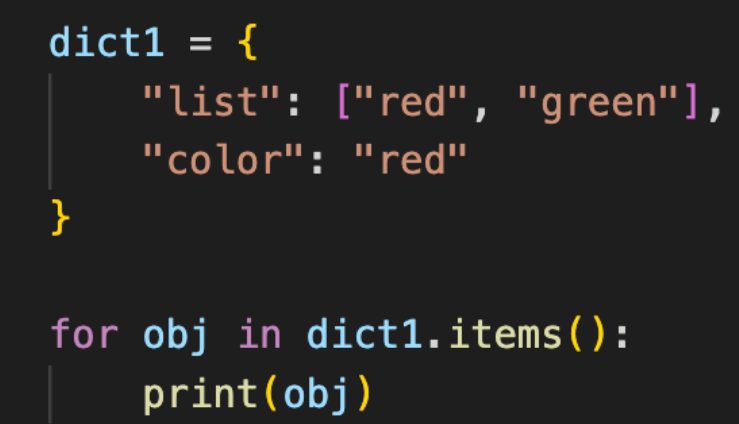 dict1 = {
    "list": ["red", "green"],
    "color": "red"
}

for obj in dict1.items():
    print(obj)